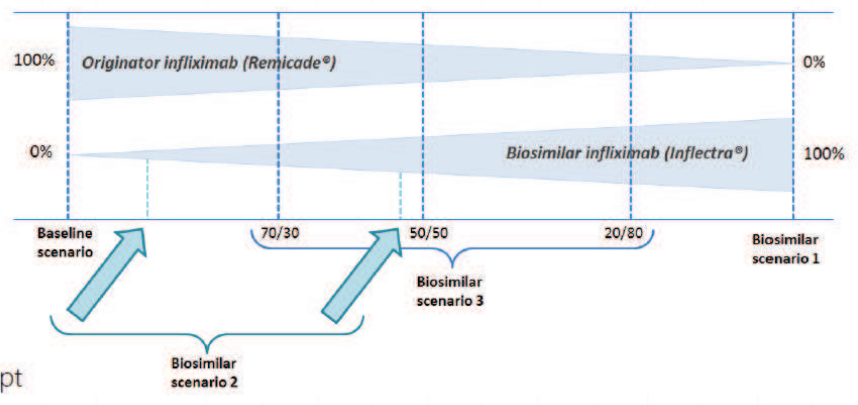 100%
Originator infliximab (Remicade®)
0%
0%
Biosimilar infliximab (Inflectra®)
100%
Baseline
scenario
70/30
50/50
20/80
Biosimilar
scenario 1
Biosimilar
scenario 3
Biosimilar
scenario 2
pt